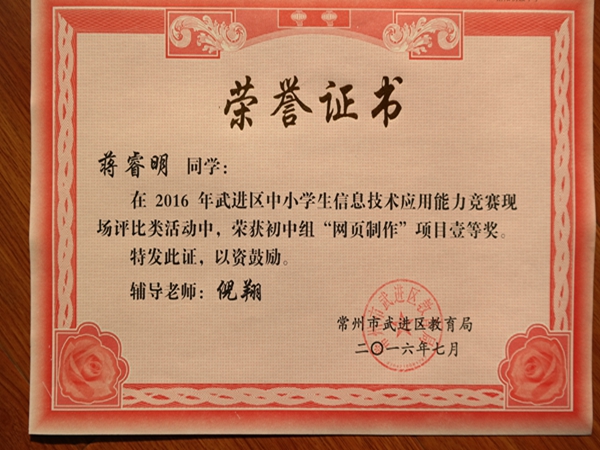 荣誉证书
蒋睿明 同学:
在 2016 年武进区中小学生信息技术应用能力竞赛现
场评比类活动中，荣获初中组“网页制作”项目壹等奖。
特发此证，以资鼓励。
辅导老师：倪翔
常州市武进区教育局
二〇一六年七月